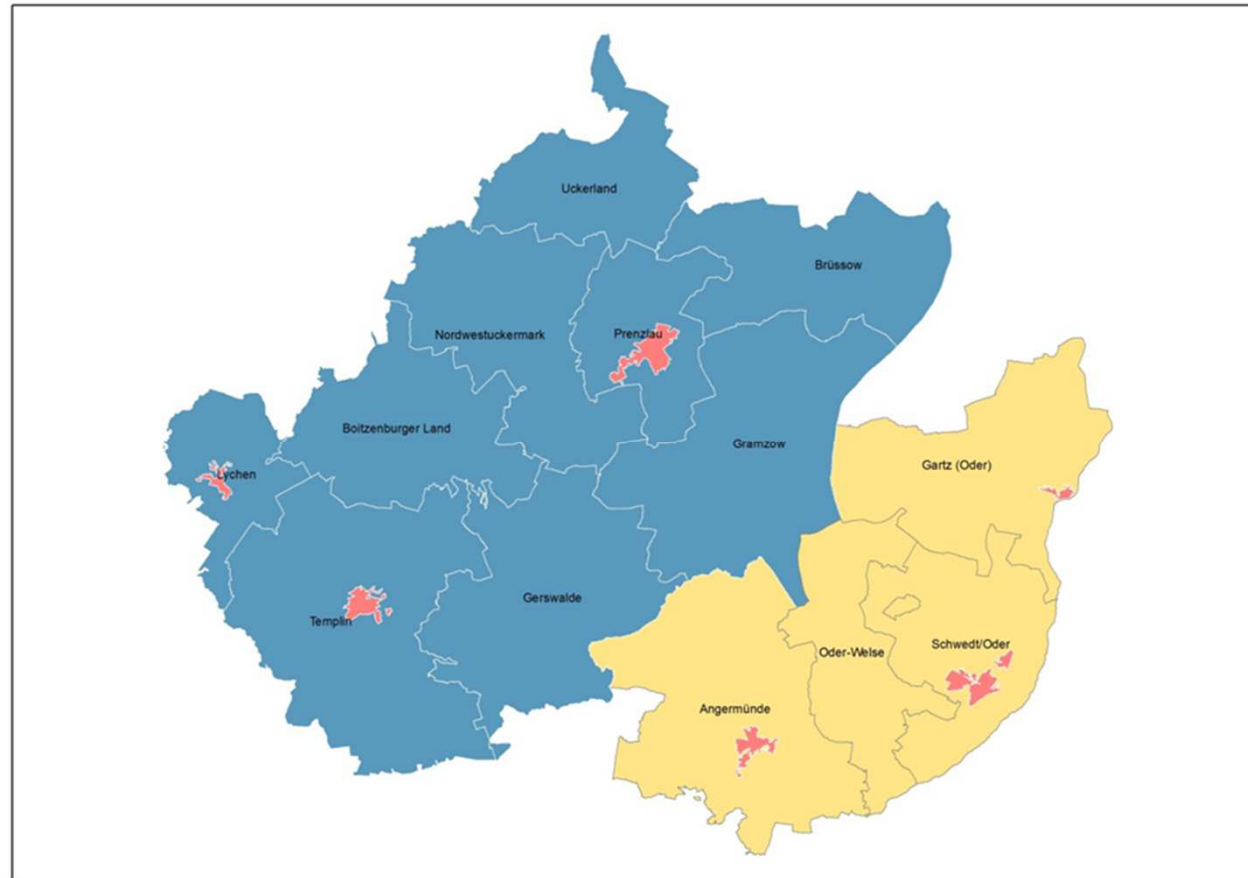 Uckerland
Brüssow
Nordwestuckermark
Prenzlau
Boitzenburger Land
Gramzow
Gartz (Oder)
Lychen
Gerswalde
Templin
Schwedt/Oder
Oder-Welse
Angermünde